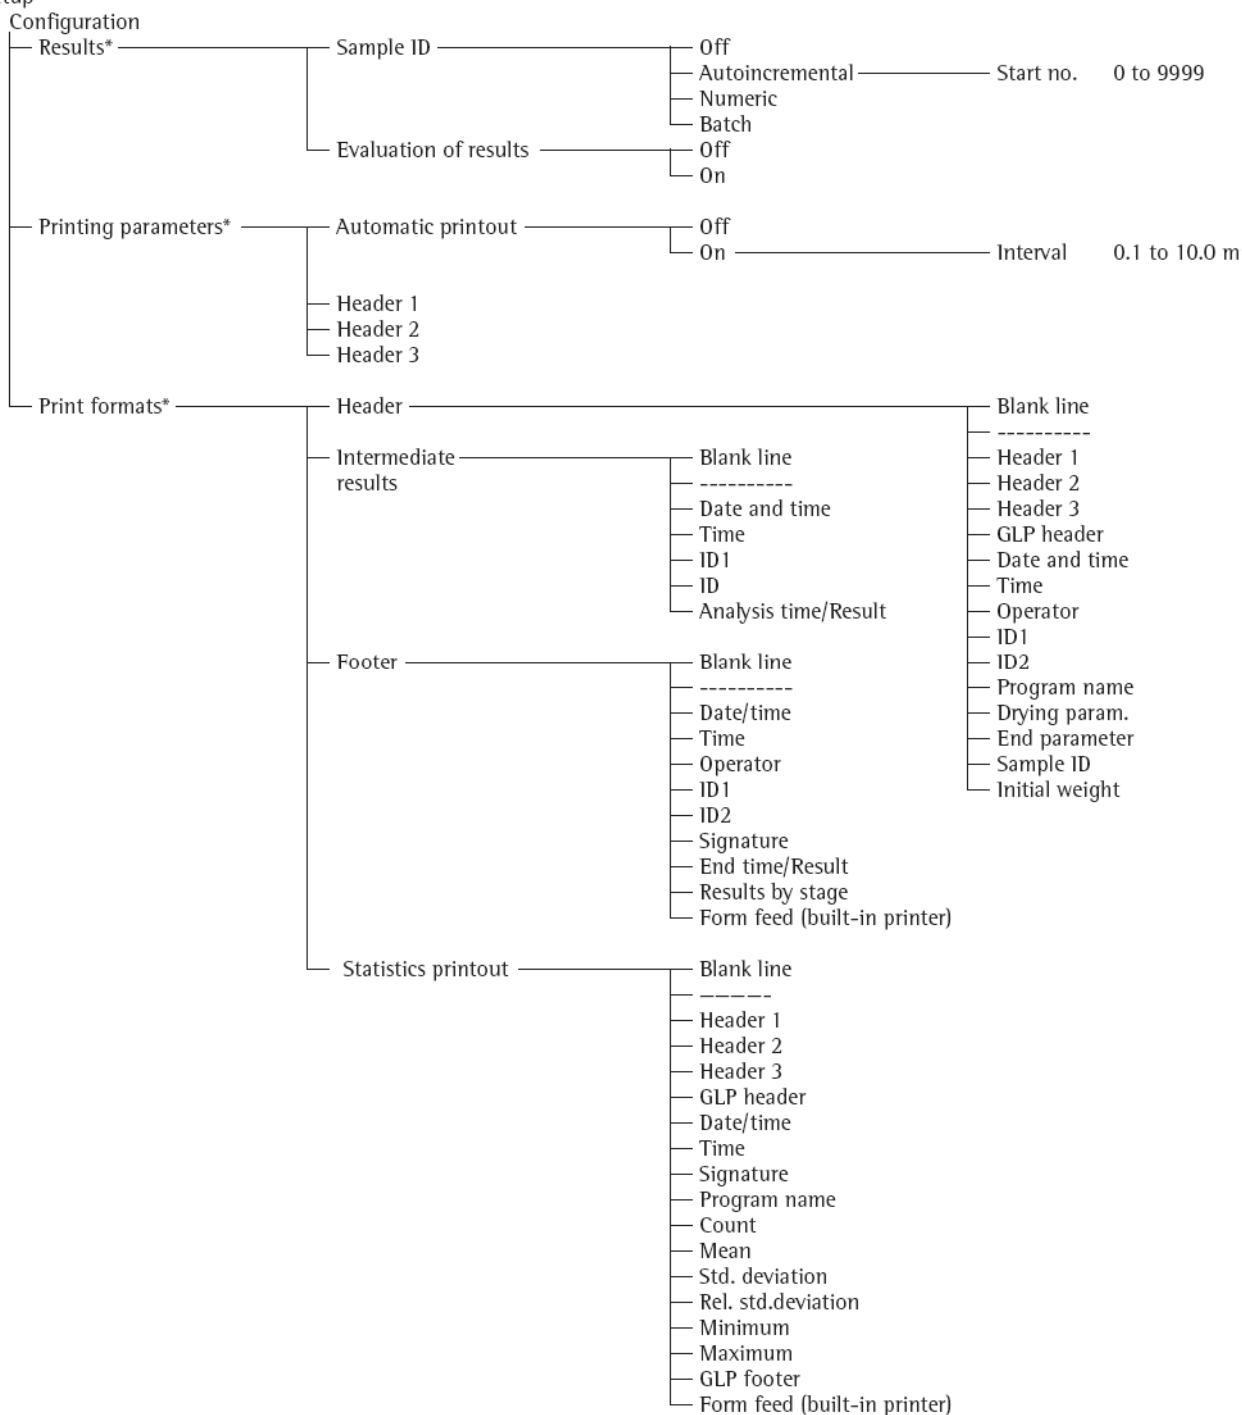 Configuration
Results* Sample ID Off
Autoincremental Start no. 0 to 9999
Numeric
Batch
Evaluation of results Off
On
Printing parameters* Automatic printout Off
On Interval 0.1 to 10.0 m
Header 1
Header 2
Header 3
Print formats* Header Blank line
----------
Intermediate Blank line Header 1
results ---------- Header 2
Date and time Header 3
Time GLP header
ID1 Date and time
ID Time
Analysis time/Result Operator
ID1
Footer Blank line ID2
---------- Program name
Date/time Drying param.
Time End parameter
Operator Sample ID
ID1 Initial weight
ID2
Signature
End time/Result
Results by stage
Form feed (built-in printer)
Statistics printout Blank line
————-
Header 1
Header 2
Header 3
GLP header
Date/time
Time
Signature
Program name
Count
Mean
Std. deviation
Rel. std.deviation
Minimum
Maximum
GLP footer
Form feed (built-in printer)